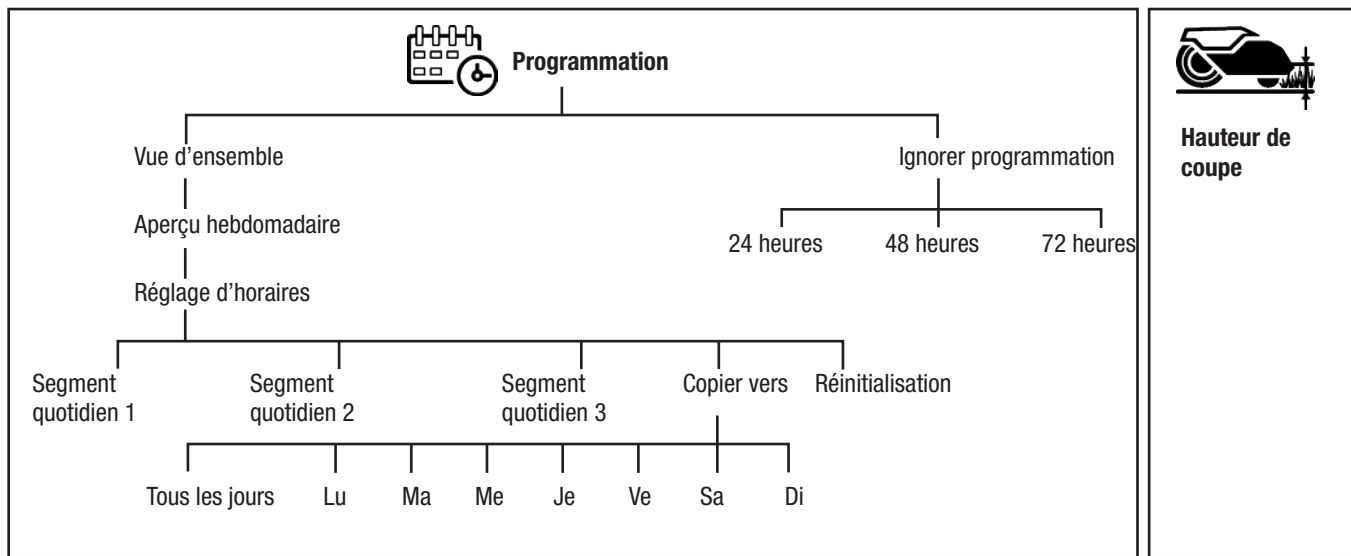 Programmation
Vue d'ensemble
Ignorer programmation
Aperçu hebdomadaire
24 heures
48 heures
72 heures
Réglage d'horaires
Segment
quotidien 1
Segment
quotidien 2
Segment
quotidien 3
Copier vers
Réinitialisation
Tous les jours
Lu
Ma
Me
Je
Ve
Sa
Di
Hauteur de
coupe